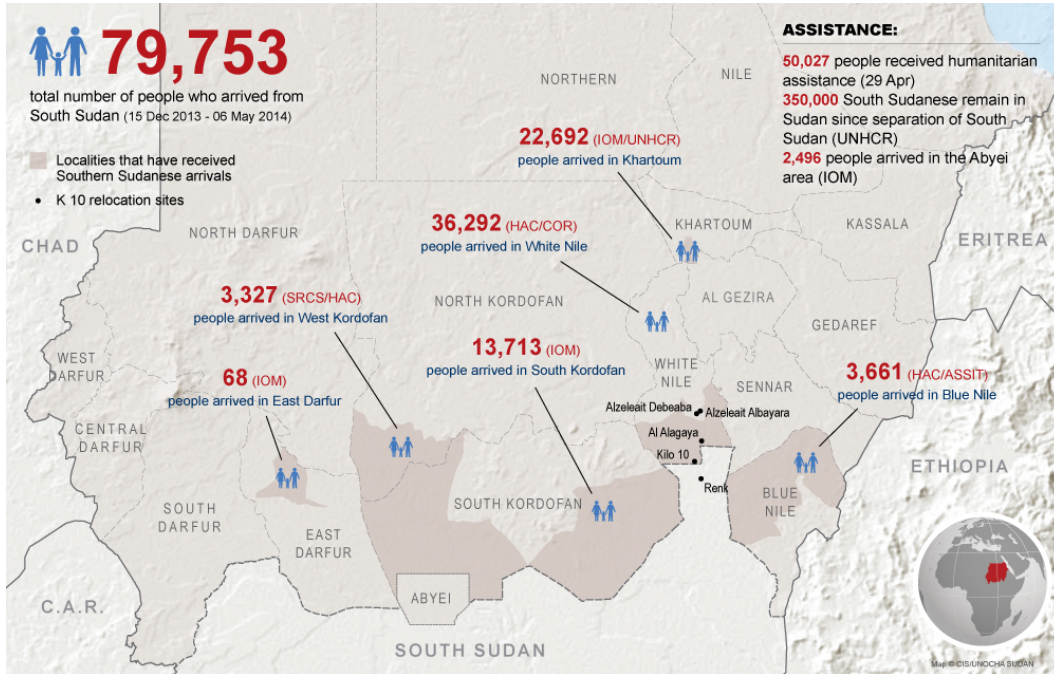 79,753
total number of people who arrived from
South Sudan (15 Dec 2013 - 06 May 2014)
Localities that have received
Southern Sudanese arrivals
K 10 relocation sites
ASSISTANCE:
50,027 people received humanitarian
assistance (29 Apr)
350,000 South Sudanese remain in
Sudan since separation of South
Sudan (UNHCR)
2,496 people arrived in the Abyei
area (IOM)
NORTHERN
NILE
22,692 (IOM/UNHCR)
people arrived in Khartoum
CHAD
NORTH DARFUR
36,292 (HAC/COR)
people arrived in White Nile
KHARTOUM
KASSALA
ERITREA
3,327 (SRCS/HAC)
people arrived in West Kordofan
NORTH KORDOFAN
AL GEZIRA
GEDAREF
13,713 (IOM)
people arrived in South Kordofan
WEST
DARFUR
68 (IOM)
people arrived in East Darfur
WHITE
NILE
SENNAR
3,661 (HAC/ASSIT)
people arrived in Blue Nile
Alzeleait Debeaba
Alzeleait Albayara
CENTRAL
DARFUR
Al Alagaya
Kilo 10
Renk
ETHIOPIA
SOUTH
DARFUR
EAST
DARFUR
SOUTH KORDOFAN
BLUE
NILE
ABYEI
C.A.R.
SOUTH SUDAN
Map © CIS/UNOCHA SUDAN